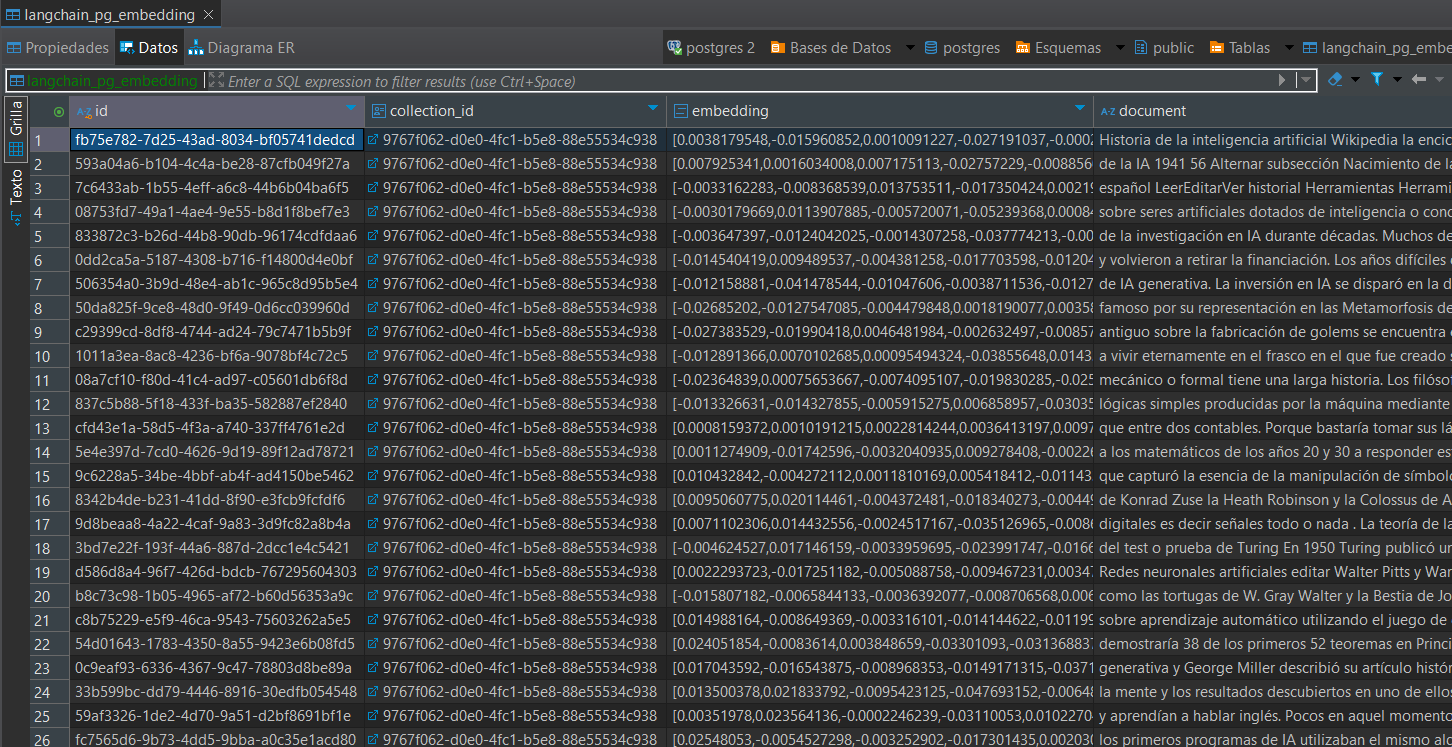 langchain_pg_embedding
Propiedades Datos Diagrama ER postgres 2 Bases de Datos postgres Esquemas public Tablas langchain_pg_embe
langchain_pg_embedding Enter a SQL expression to filter results (use Ctrl+Space)
Grilla
Texto
id collection_id embedding document
1 fb75e782-7d25-43ad-8034-bf05741dedcd 9767f062-d0e0-4fc1-b5e8-88e55534c938 [0.0038179548,-0.015960852,0.0010091227,-0.027191037,-0.0002 Historia de la inteligencia artificial Wikipedia la encic
2 593a04a6-b104-4c4a-be28-87cfb049f27a 9767f062-d0e0-4fc1-b5e8-88e55534c938 [0.007925341,0.0016034008,0.007175113,-0.02757229,-0.008856 de la IA 1941 56 Alternar subsección Nacimiento de la
3 7c6433ab-1b55-4eff-a6c8-44b6b04ba6f5 9767f062-d0e0-4fc1-b5e8-88e55534c938 [-0.0033162283,-0.008368539,0.013753511,-0.017350424,0.00219 español LeerEditarVer historial Herramientas Herrami
4 08753fd7-49a1-4ae4-9e55-b8d1f8bef7e3 9767f062-d0e0-4fc1-b5e8-88e55534c938 [-0.0030179669,0.0113907885,-0.005720071,-0.05239368,0.00084 sobre seres artificiales dotados de inteligencia o conc
5 833872c3-b26d-44b8-90db-96174cdfdaa6 9767f062-d0e0-4fc1-b5e8-88e55534c938 [-0.003647397,-0.0124042025,-0.0014307258,-0.037774213,-0.00 de la investigación en IA durante décadas. Muchos de
6 0dd2ca5a-5187-4308-b716-f14800d4e0bf 9767f062-d0e0-4fc1-b5e8-88e55534c938 [-0.014540419,0.009489537,-0.004381258,-0.017703598,-0.01204 y volvieron a retirar la financiación. Los años difíciles
7 506354a0-3b9d-48e4-ab1c-965c8d95b5e4 9767f062-d0e0-4fc1-b5e8-88e55534c938 [-0.012158881,-0.041478544,-0.01047606,-0.0038711536,-0.0127 de IA generativa. La inversión en IA se disparó en la d
8 50da825f-9ce8-48d0-9f49-0d6cc039960d 9767f062-d0e0-4fc1-b5e8-88e55534c938 [-0.02685202,-0.0127547085,-0.004479848,0.0018190077,0.00358 famoso por su representación en las Metamorfosis de
9 c29399cd-8df8-4744-ad24-79c7471b5b9f 9767f062-d0e0-4fc1-b5e8-88e55534c938 [-0.027383529,-0.01990418,0.0046481984,-0.002632497,-0.00857 antiguo sobre la fabricación de golems se encuentra
10 1011a3ea-8ac8-4236-bf6a-9078bf4c72c5 9767f062-d0e0-4fc1-b5e8-88e55534c938 [-0.012891366,0.0070102685,0.00095494324,-0.03855648,0.0143 a vivir eternamente en el frasco en el que fue creado
11 08a7cf10-f80d-41c4-ad97-c05601db6f8d 9767f062-d0e0-4fc1-b5e8-88e55534c938 [-0.02364839,0.00075653667,-0.0074095107,-0.019830285,-0.025 mecánico o formal tiene una larga historia. Los filósof
12 837c5b88-5f18-433f-ba35-582887ef2840 9767f062-d0e0-4fc1-b5e8-88e55534c938 [-0.013326631,-0.014327855,-0.005915275,0.006858957,-0.03035 lógicas simples producidas por la máquina mediante
13 cfd43e1a-58d5-4f3a-a740-337ff4761e2d 9767f062-d0e0-4fc1-b5e8-88e55534c938 [0.0008159372,0.0010191215,0.0022814244,0.0036413197,0.0097 que entre dos contables. Porque bastaría tomar sus lá
14 5e4e397d-7cd0-4626-9d19-89f12ad78721 9767f062-d0e0-4fc1-b5e8-88e55534c938 [0.0011274909,-0.01742596,-0.0032040935,0.009278408,-0.0022 a los matemáticos de los años 20 y 30 a responder es
15 9c6228a5-34be-4bbf-ab4f-ad4150be5462 9767f062-d0e0-4fc1-b5e8-88e55534c938 [0.010432842,-0.004272112,0.0011810169,0.005418412,-0.01143 que capturó la esencia de la manipulación de símbolo
16 8342b4de-b231-41dd-8f90-e3fcb9fcfdf6 9767f062-d0e0-4fc1-b5e8-88e55534c938 [0.0095060775,0.020114461,-0.004372481,-0.018340273,-0.0044 de Konrad Zuse la Heath Robinson y la Colossus de A
17 9d8beaa8-4a22-4caf-9a83-3d9fc82a8b4a 9767f062-d0e0-4fc1-b5e8-88e55534c938 [0.0071102306,0.014432556,-0.0024517167,-0.035126965,-0.008 digitales es decir señales todo o nada . La teoría de la
18 3bd7e22f-193f-44a6-887d-2dcc1e4c5421 9767f062-d0e0-4fc1-b5e8-88e55534c938 [-0.004624527,0.017146159,-0.0033959695,-0.023991747,-0.0166 del test o prueba de Turing En 1950 Turing publicó un
19 d586d8a4-96f7-426d-bdcb-767295604303 9767f062-d0e0-4fc1-b5e8-88e55534c938 [0.0022293723,-0.017251182,-0.005088758,-0.009467231,0.00347 Redes neuronales artificiales editar Walter Pitts y War
20 b8c73c98-1b05-4965-af72-b60d56353a9c 9767f062-d0e0-4fc1-b5e8-88e55534c938 [-0.015807182,-0.0065844133,-0.0036392077,-0.008706568,0.006 como las tortugas de W. Gray Walter y la Bestia de Jo
21 c8b75229-e5f9-46ca-9543-75603262a5e5 9767f062-d0e0-4fc1-b5e8-88e55534c938 [0.014988164,-0.008649369,-0.003316101,-0.014144622,-0.01199 sobre aprendizaje automático utilizando el juego de
22 54d01643-1783-4350-8a55-9423e6b08fd5 9767f062-d0e0-4fc1-b5e8-88e55534c938 [0.024051854,-0.0083614,0.003848659,-0.03301093,-0.03136883 demostraría 38 de los primeros 52 teoremas en Princi
23 0c9eaf93-6336-4367-9c47-78803d8be89a 9767f062-d0e0-4fc1-b5e8-88e55534c938 [0.017043592,-0.016543875,-0.008968353,-0.0149171315,-0.0371 generativa y George Miller describió su artículo histór
24 33b599bc-dd79-4446-8916-30edfb054548 9767f062-d0e0-4fc1-b5e8-88e55534c938 [0.013500378,0.021833792,-0.0095423125,-0.047693152,-0.00648 la mente y los resultados descubiertos en uno de ellos
25 59af3326-1de2-4d70-9a51-d2bf8691bf1e 9767f062-d0e0-4fc1-b5e8-88e55534c938 [0.00351978,0.023564136,-0.0002246239,-0.03110053,0.0102270 y aprendían a hablar inglés. Pocos en aquel momento
26 fc7565d6-9b73-4dd5-9bba-a0c35e1acd80 9767f062-d0e0-4fc1-b5e8-88e55534c938 [0.02548053,-0.0054527298,-0.003252902,-0.017301435,0.00203 los primeros programas de IA utilizaban el mismo alg